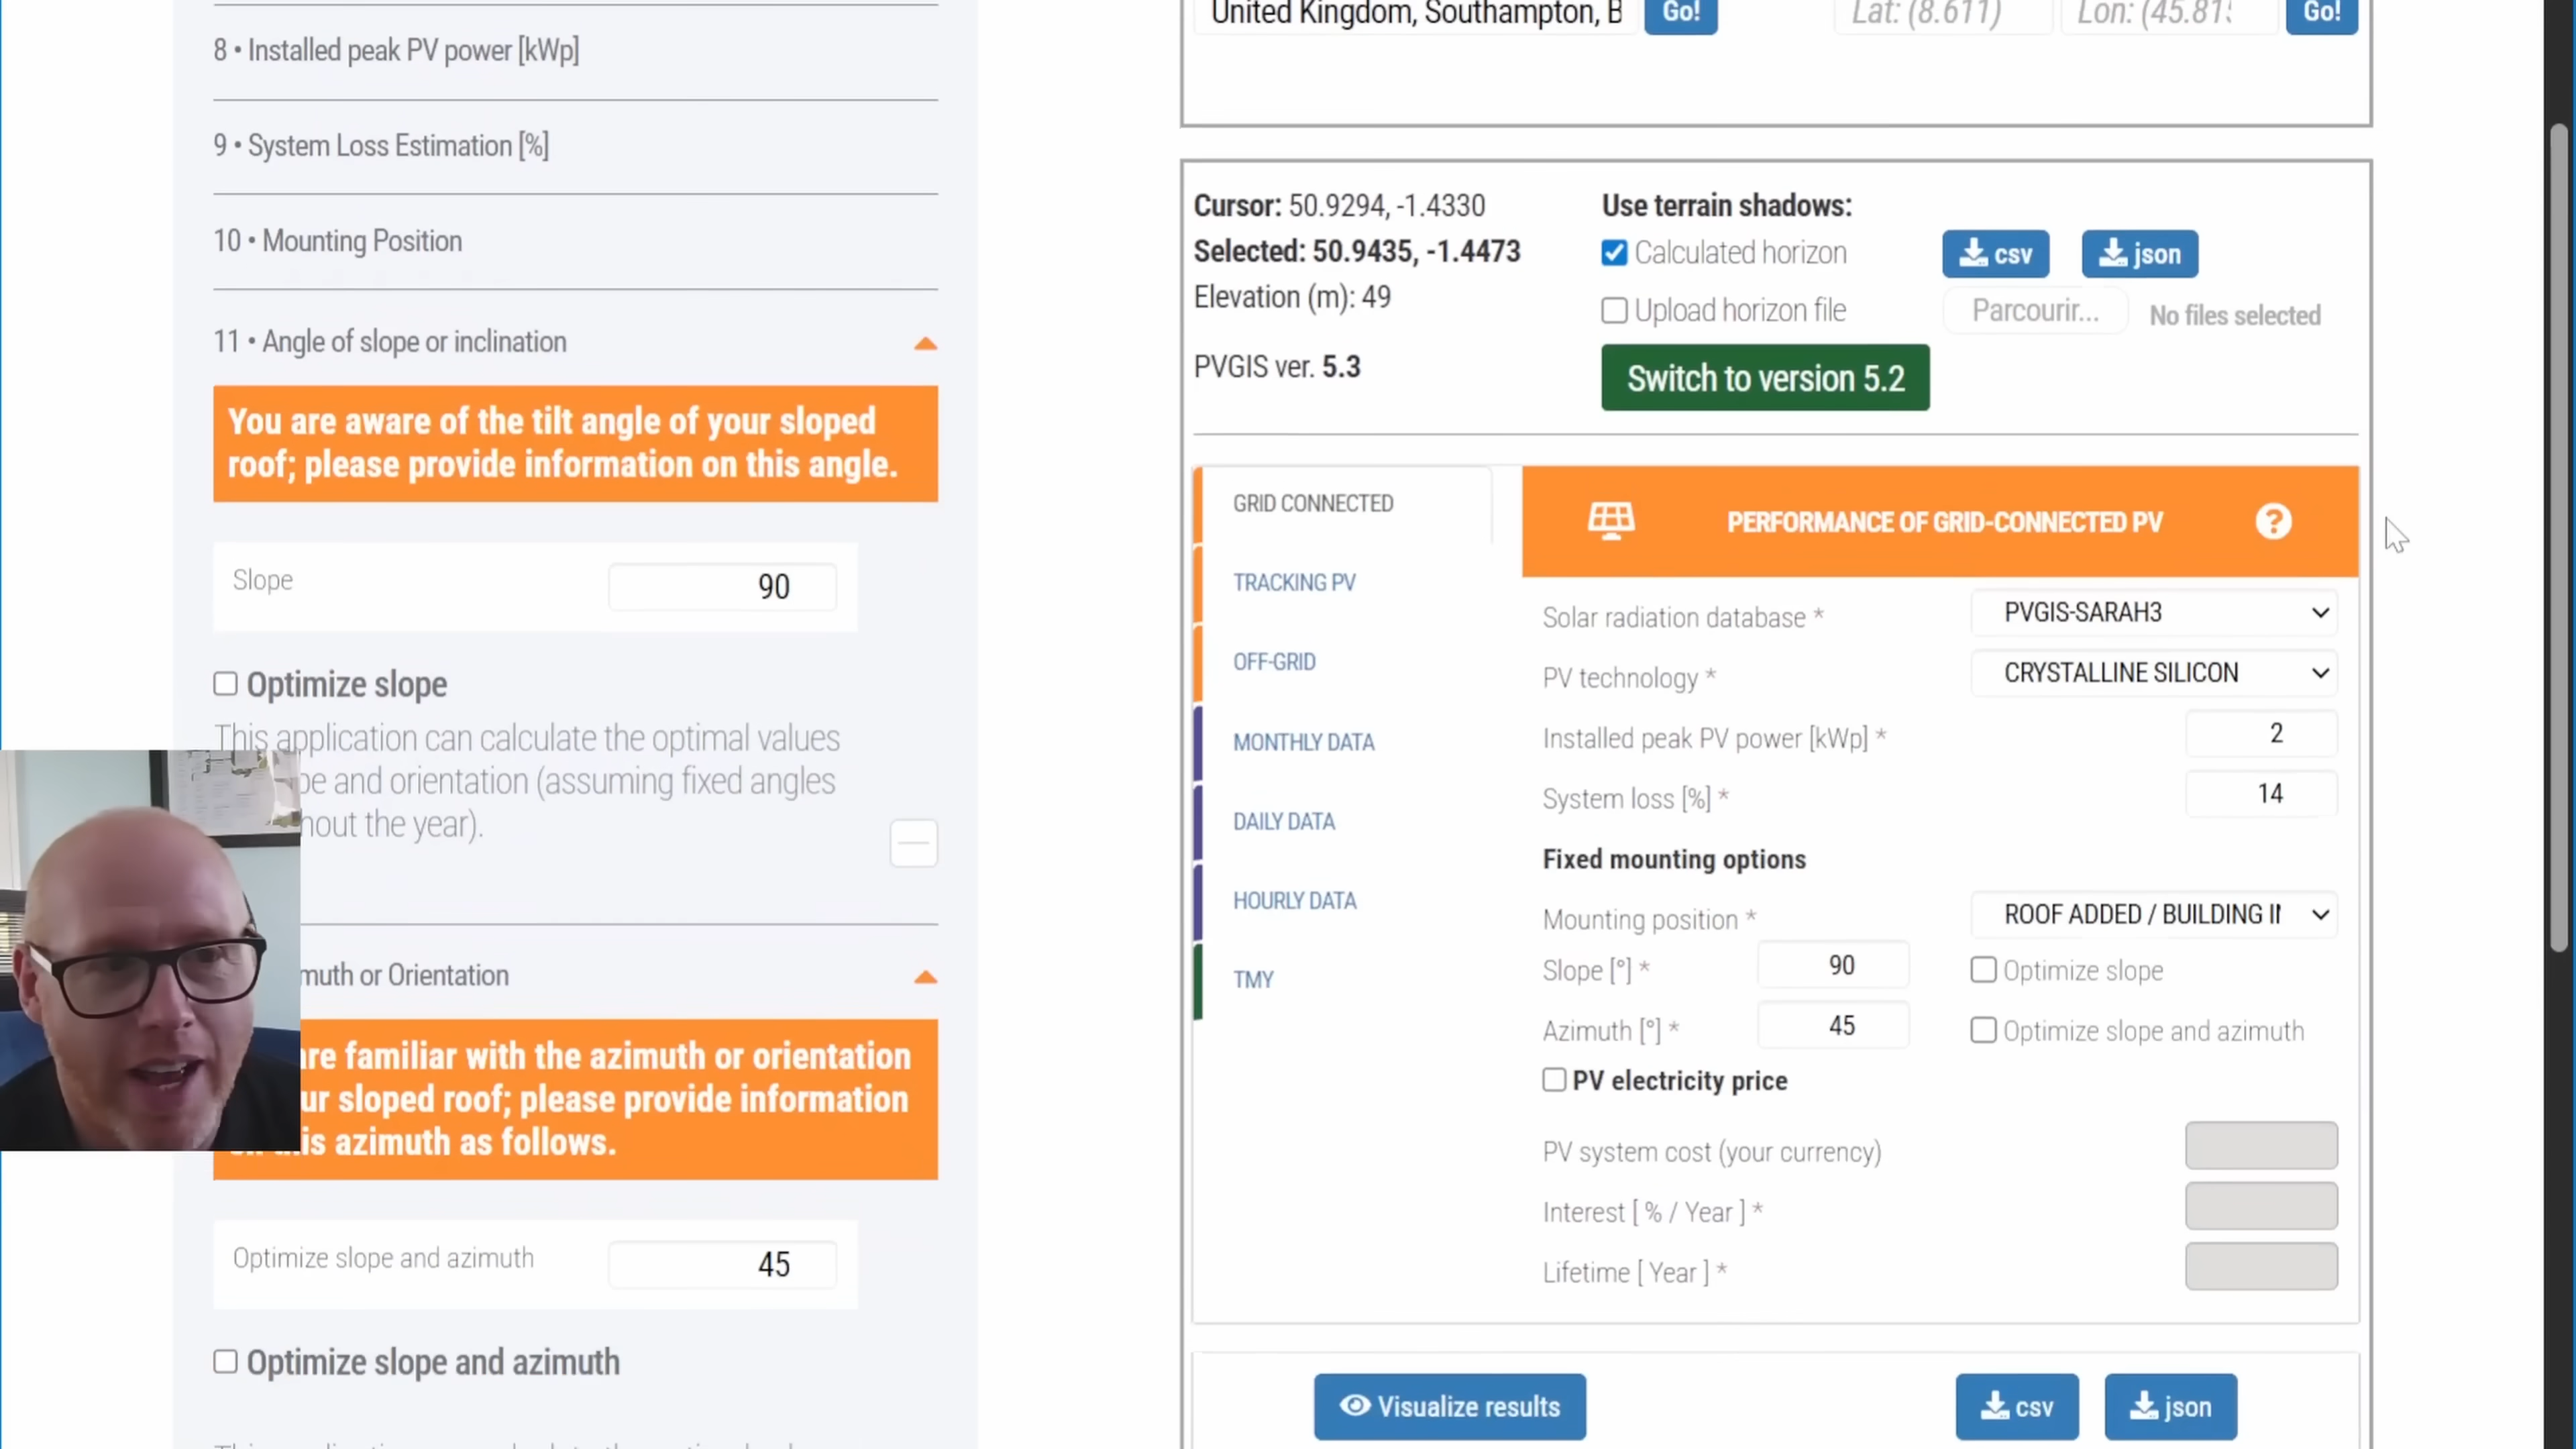 8 • Installed peak PV power [kWp]
9 • System Loss Estimation [%]
10 • Mounting Position
11 • Angle of slope or inclination
You are aware of the tilt angle of your sloped
roof; please provide information on this angle.
Slope 90
Optimize slope
This application can calculate the optimal values
and orientation (assuming fixed angles
the year).
or Orientation
familiar with the azimuth or orientation
sloped roof; please provide information
azimuth as follows.
Optimize slope and azimuth 45
Optimize slope and azimuth
United Kingdom, Southampton, B Go! Lat: (8.611) Lon: (45.815 Go!
Cursor: 50.9294, -1.4330
Selected: 50.9435, -1.4473
Elevation (m): 49
PVGIS ver. 5.3
Use terrain shadows:
Calculated horizon csv json
Upload horizon file Parcourir... No files selected
Switch to version 5.2
GRID CONNECTED
TRACKING PV
OFF-GRID
MONTHLY DATA
DAILY DATA
HOURLY DATA
TMY
PERFORMANCE OF GRID-CONNECTED PV ?
Solar radiation database * PVGIS-SARAH3
PV technology * CRYSTALLINE SILICON
Installed peak PV power [kWp] * 2
System loss [%] * 14
Fixed mounting options
Mounting position * ROOF ADDED / BUILDING IN
Slope [°] * 90 Optimize slope
Azimuth [°] * 45 Optimize slope and azimuth
PV electricity price
PV system cost (your currency)
Interest [ % / Year ] *
Lifetime [ Year ] *
Visualize results csv json